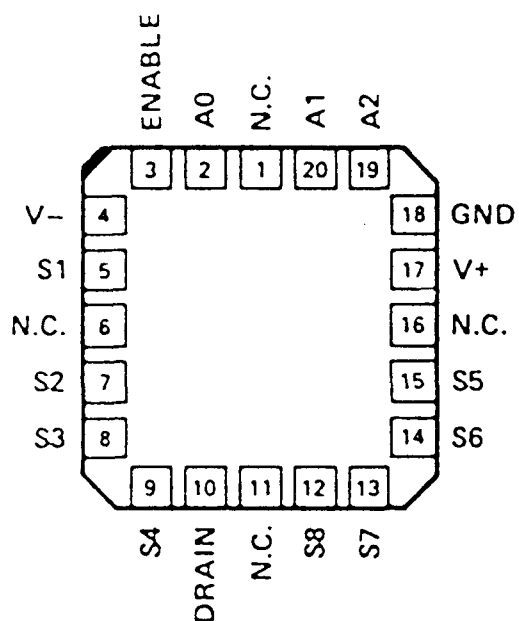 ENABLE
A0
N.C.
A1
A2
3
2
1
20
19
V−
4
18
GND
S1
5
17
V+
N.C.
6
16
N.C.
S2
7
15
S5
S3
8
14
S6
9
10
11
12
13
S4
DRAIN
N.C.
S8
S7